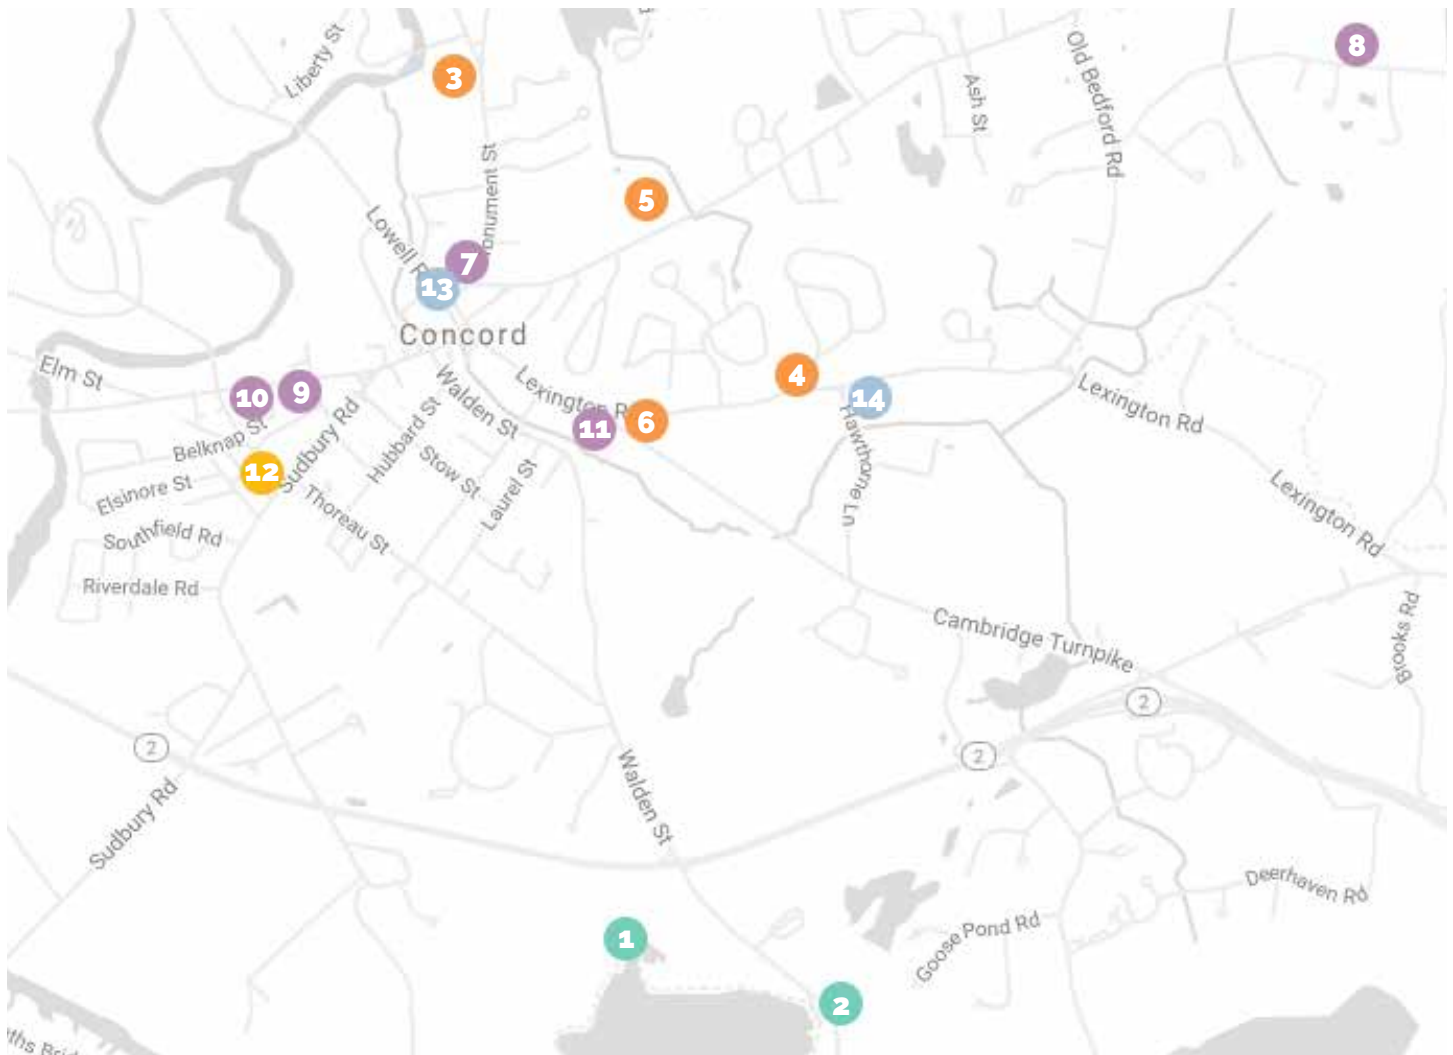 Liberty St
3
8
Old Bedford Rd
Ash St
onument St
5
Lowell R
7
13
Concord
Elm St
10
9
4
14
Lexington R
Walden St
6
11
Lexington Rd
Belknap St
Hubbard St
Sudbury Rd
Hawthorne Ln
12
Stow St
Laurel St
Elsinore St
Thoreau St
Lexington Rd
Southfield Rd
Riverdale Rd
Cambridge Turnpike
Brooks Rd
2
2
2
Walden St
Sudbury Rd
Deerhaven Rd
1
Goose Pond Rd
2